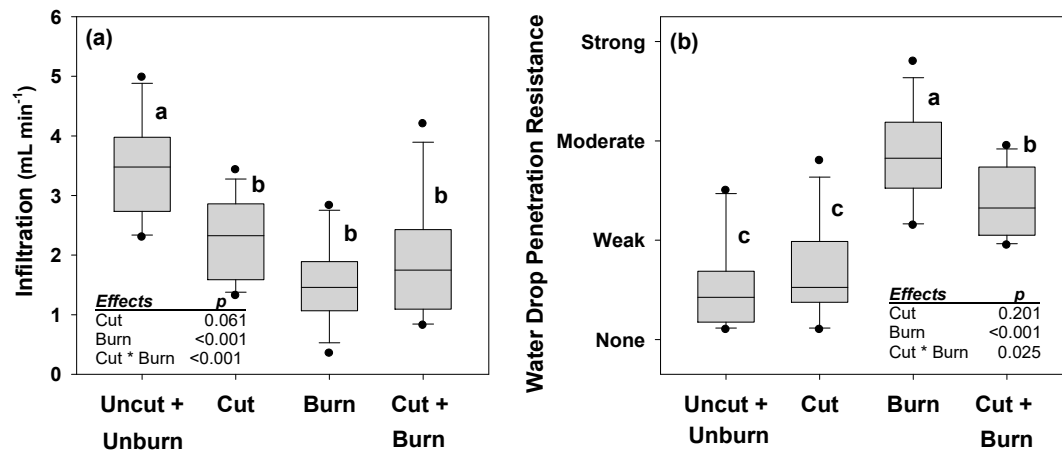 (a)
Infiltration (mL min⁻¹)
6
5
4
3
2
1
0
a
b
b
b
Effects p
Cut 0.061
Burn <0.001
Cut * Burn <0.001
Uncut +
Unburn
Cut
Burn
Cut +
Burn
(b)
Water Drop Penetration Resistance
Strong
Moderate
Weak
None
c
c
a
b
Effects p
Cut 0.201
Burn <0.001
Cut * Burn 0.025
Uncut +
Unburn
Cut
Burn
Cut +
Burn